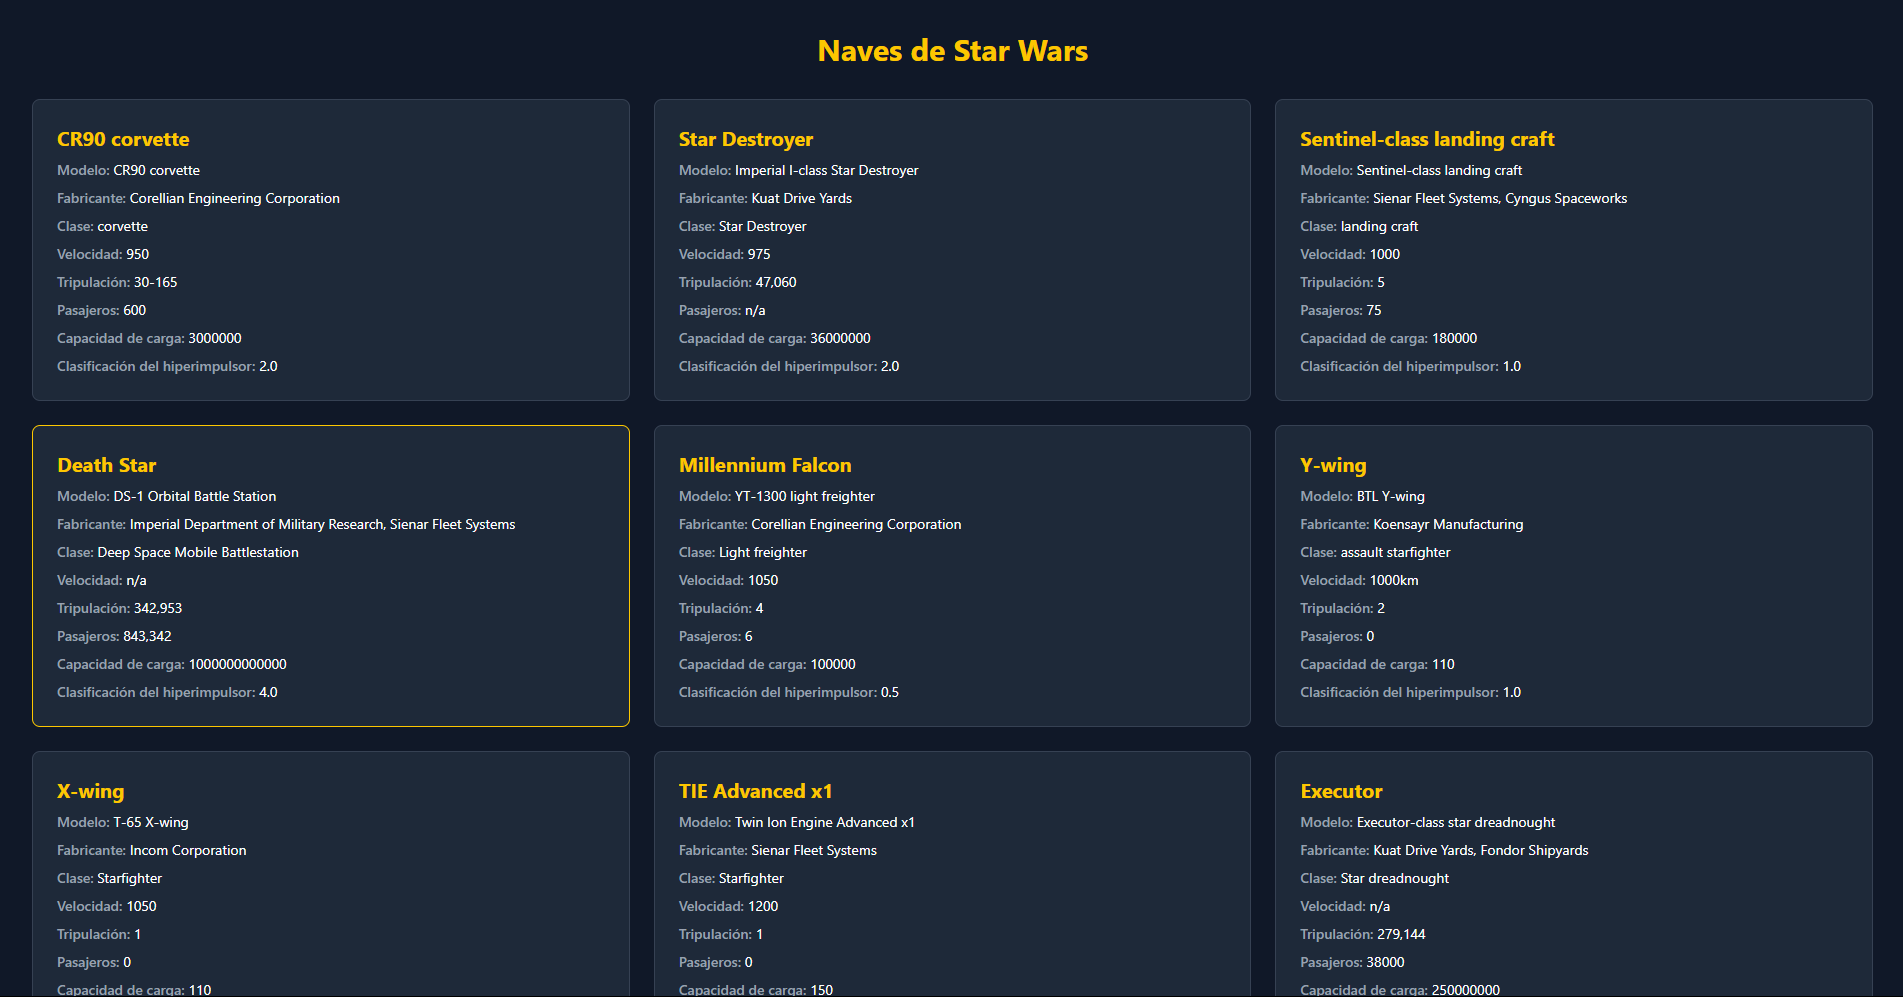 Naves de Star Wars
CR90 corvette
Modelo: CR90 corvette
Fabricante: Corellian Engineering Corporation
Clase: corvette
Velocidad: 950
Tripulación: 30-165
Pasajeros: 600
Capacidad de carga: 3000000
Clasificación del hiperimpulsor: 2.0
Star Destroyer
Modelo: Imperial I-class Star Destroyer
Fabricante: Kuat Drive Yards
Clase: Star Destroyer
Velocidad: 975
Tripulación: 47,060
Pasajeros: n/a
Capacidad de carga: 36000000
Clasificación del hiperimpulsor: 2.0
Sentinel-class landing craft
Modelo: Sentinel-class landing craft
Fabricante: Sienar Fleet Systems, Cyngus Spaceworks
Clase: landing craft
Velocidad: 1000
Tripulación: 5
Pasajeros: 75
Capacidad de carga: 180000
Clasificación del hiperimpulsor: 1.0
Death Star
Modelo: DS-1 Orbital Battle Station
Fabricante: Imperial Department of Military Research, Sienar Fleet Systems
Clase: Deep Space Mobile Battlestation
Velocidad: n/a
Tripulación: 342,953
Pasajeros: 843,342
Capacidad de carga: 1000000000000
Clasificación del hiperimpulsor: 4.0
Millennium Falcon
Modelo: YT-1300 light freighter
Fabricante: Corellian Engineering Corporation
Clase: Light freighter
Velocidad: 1050
Tripulación: 4
Pasajeros: 6
Capacidad de carga: 100000
Clasificación del hiperimpulsor: 0.5
Y-wing
Modelo: BTL Y-wing
Fabricante: Koensayr Manufacturing
Clase: assault starfighter
Velocidad: 1000km
Tripulación: 2
Pasajeros: 0
Capacidad de carga: 110
Clasificación del hiperimpulsor: 1.0
X-wing
Modelo: T-65 X-wing
Fabricante: Incom Corporation
Clase: Starfighter
Velocidad: 1050
Tripulación: 1
Pasajeros: 0
Capacidad de carga: 110
TIE Advanced x1
Modelo: Twin Ion Engine Advanced x1
Fabricante: Sienar Fleet Systems
Clase: Starfighter
Velocidad: 1200
Tripulación: 1
Pasajeros: 0
Capacidad de carga: 150
Executor
Modelo: Executor-class star dreadnought
Fabricante: Kuat Drive Yards, Fondor Shipyards
Clase: Star dreadnought
Velocidad: n/a
Tripulación: 279,144
Pasajeros: 38000
Capacidad de carga: 250000000